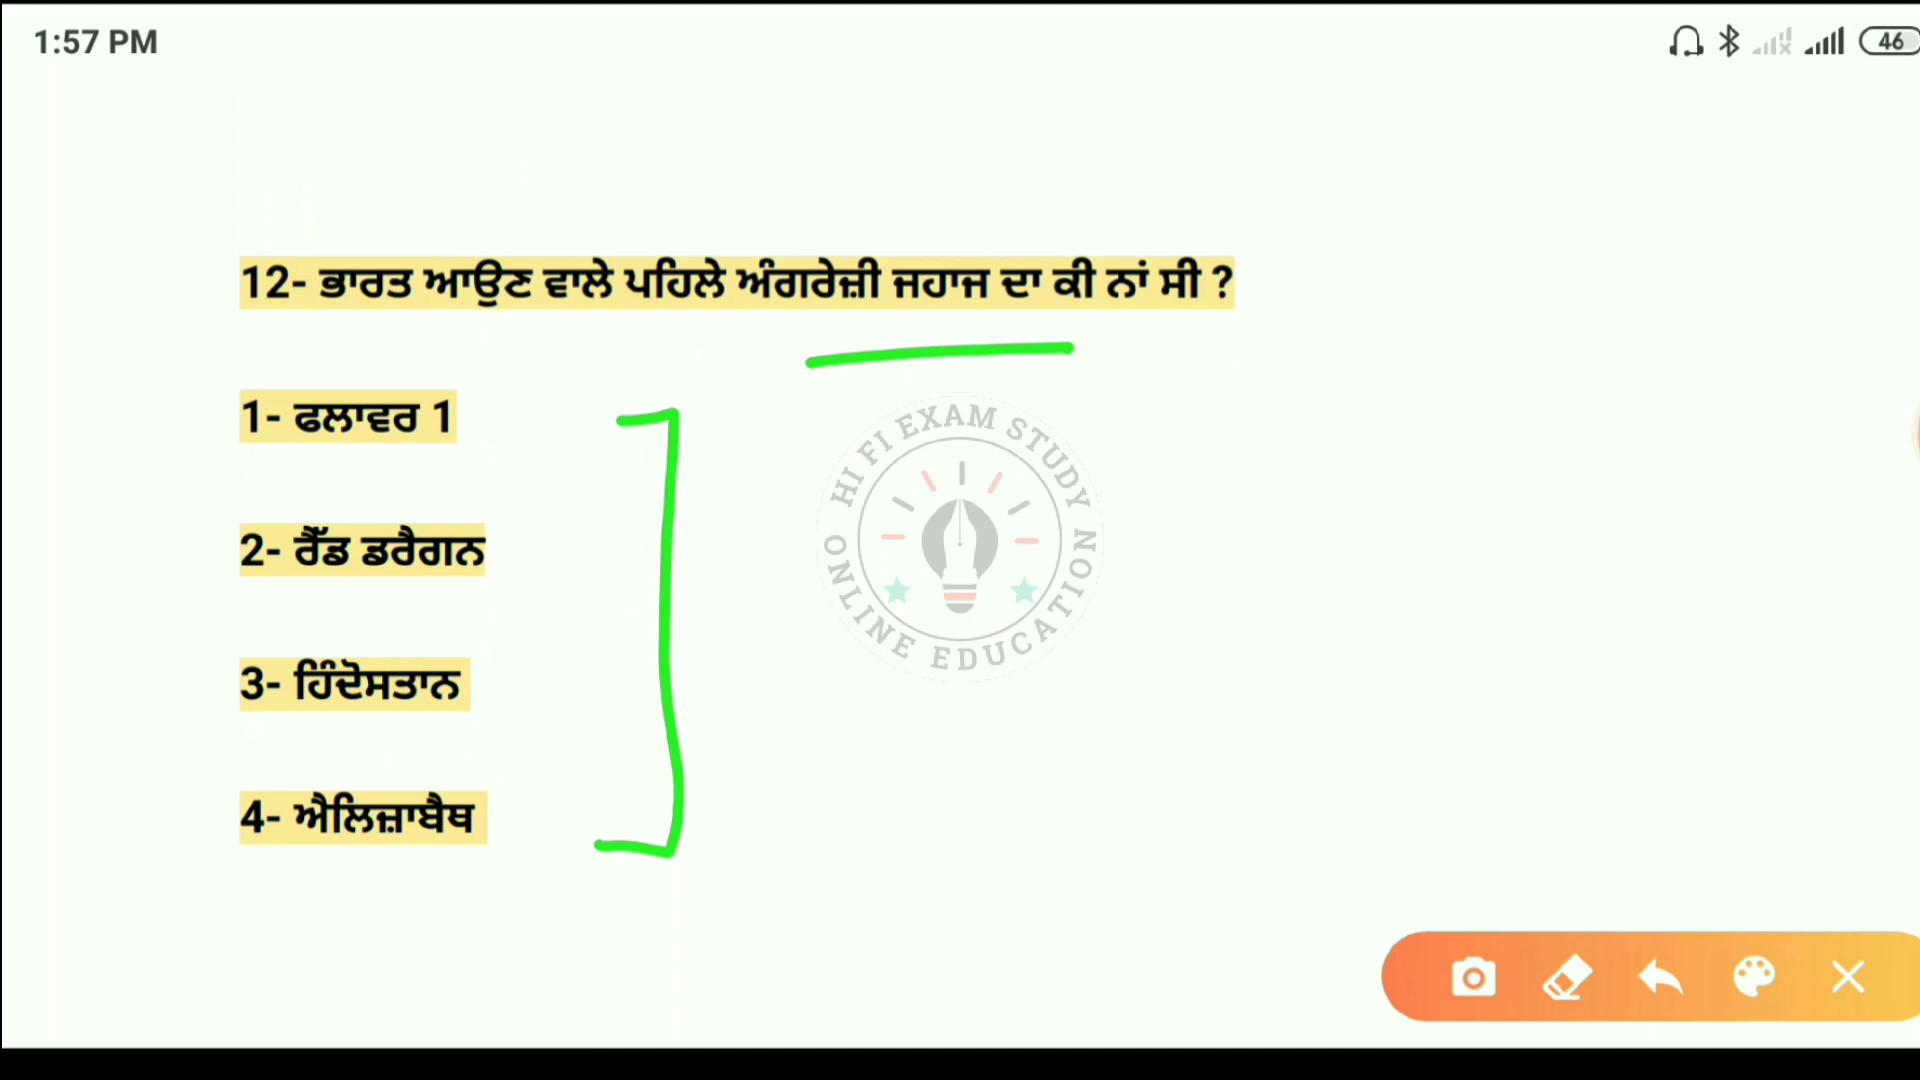 1:57 PM
46
12- ਭਾਰਤ ਆਉਣ ਵਾਲੇ ਪਹਿਲੇ ਅੰਗਰੇਜ਼ੀ ਜਹਾਜ ਦਾ ਕੀ ਨਾਂ ਸੀ ?
1- ਫਲਾਵਰ 1
2- ਰੈੱਡ ਡਰੈਗਨ
3- ਹਿੰਦੋਸਤਾਨ
4- ਐਲਿਜ਼ਾਬੈਥ
HI FI EXAM STUDY
ONLINE EDUCATION